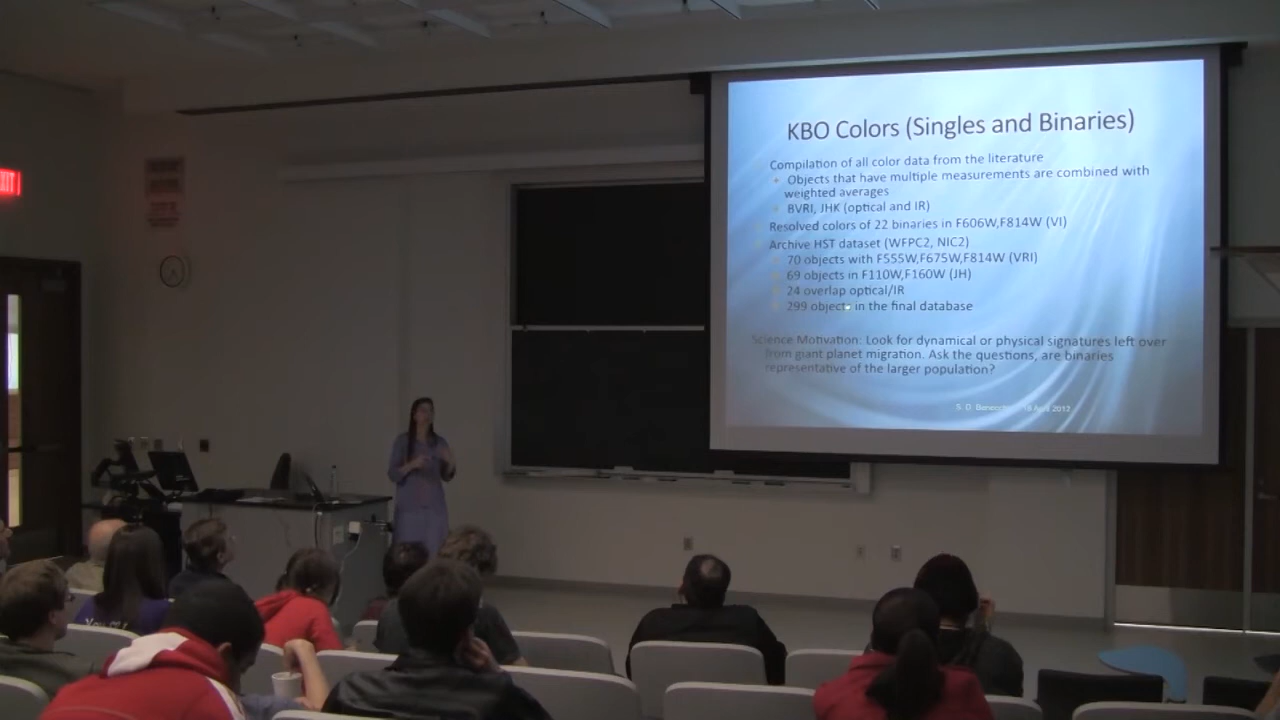 KBO Colors (Singles and Binaries)
Compilation of all color data from the literature
Objects that have multiple measurements are combined with
weighted averages
BVRI, JHK (optical and IR)
Resolved colors of 22 binaries in F606W,F814W (VI)
Archive HST dataset (WFPC2, NIC2)
70 objects with F555W,F675W,F814W (VRI)
69 objects in F110W,F160W (JH)
24 overlap optical/IR
299 objects in the final database
Science Motivation: Look for dynamical or physical signatures left over
from giant planet migration. Ask the questions, are binaries
representative of the larger population?
S. D. 18 April 2012